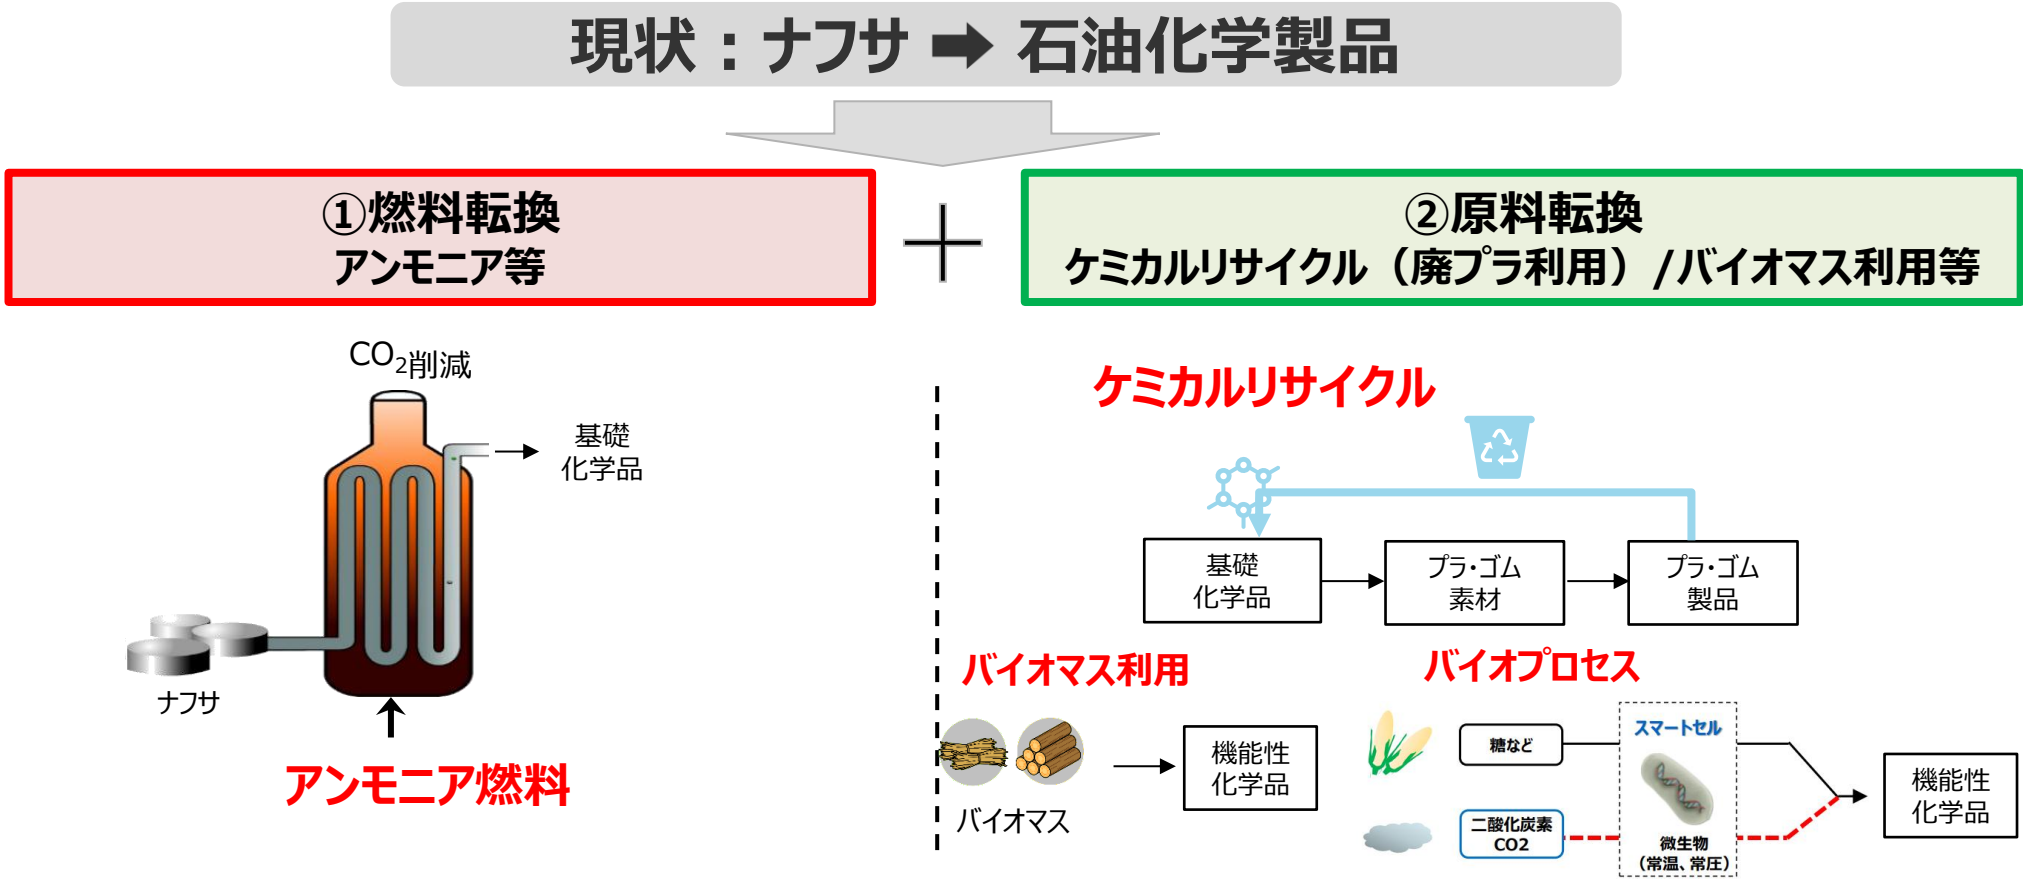 現状：ナフサ ➡ 石油化学製品
①燃料転換
アンモニア等
②原料転換
ケミカルリサイクル（廃プラ利用）/バイオマス利用等
CO₂削減
基礎
化学品
ナフサ
アンモニア燃料
ケミカルリサイクル
基礎
化学品
プラ・ゴム
素材
プラ・ゴム
製品
バイオマス利用
バイオマス
機能性
化学品
バイオプロセス
糖など
二酸化炭素
CO2
スマートセル
微生物
（常温、常圧）
機能性
化学品